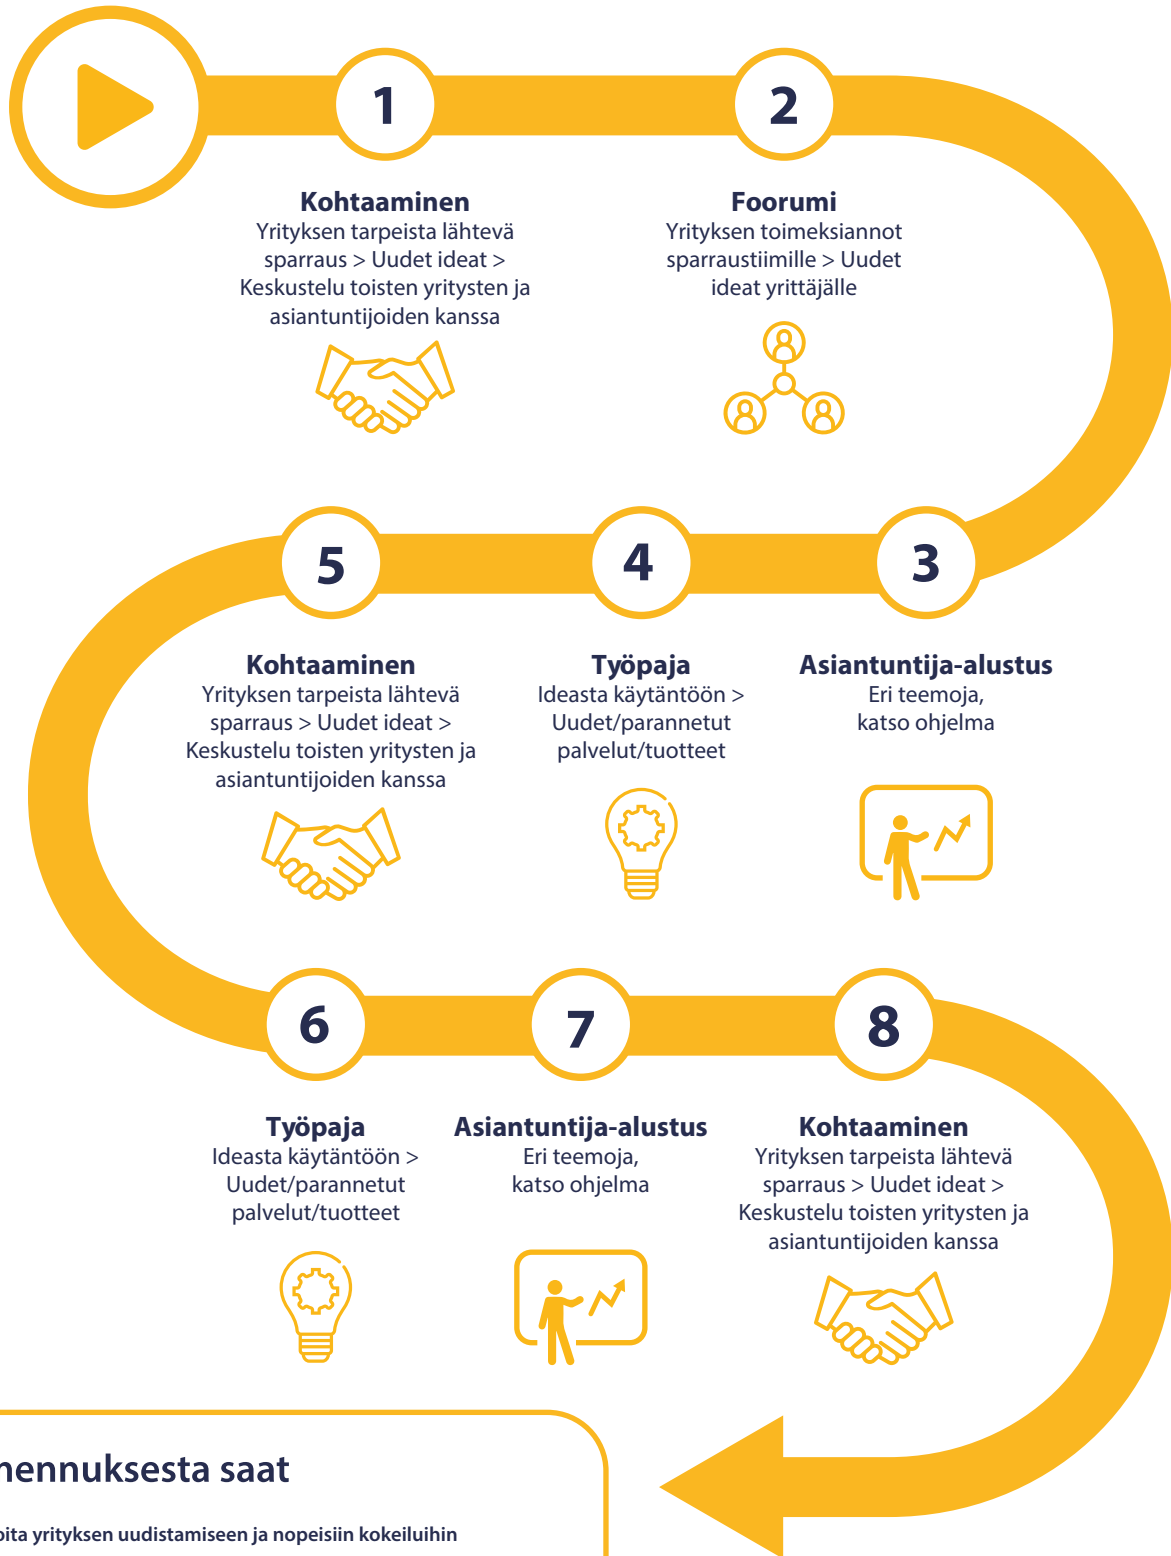 1
2
Kohtaaminen
Yrityksen tarpeista lähtevä
sparraus > Uudet ideat >
Keskustelu toisten yritysten ja
asiantuntijoiden kanssa
Foorumi
Yrityksen toimeksiannot
sparraustiimille > Uudet
ideat yrittäjälle
5
4
3
Kohtaaminen
Yrityksen tarpeista lähtevä
sparraus > Uudet ideat >
Keskustelu toisten yritysten ja
asiantuntijoiden kanssa
Työpaja
Ideasta käytäntöön >
Uudet/parannetut
palvelut/tuotteet
Asiantuntija-alustus
Eri teemoja,
katso ohjelma
6
7
8
Työpaja
Ideasta käytäntöön >
Uudet/parannetut
palvelut/tuotteet
Asiantuntija-alustus
Eri teemoja,
katso ohjelma
Kohtaaminen
Yrityksen tarpeista lähtevä
sparraus > Uudet ideat >
Keskustelu toisten yritysten ja
asiantuntijoiden kanssa
saat
yrityksen uudistamiseen ja nopeisiin kokeiluihin